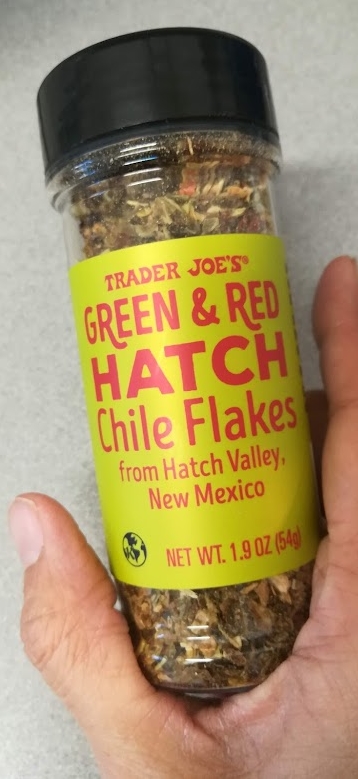 TRADER JOE'S®
GREEN & RED
HATCH
Chile Flakes
from Hatch Valley,
New Mexico
NET WT. 1.9 OZ (54g)